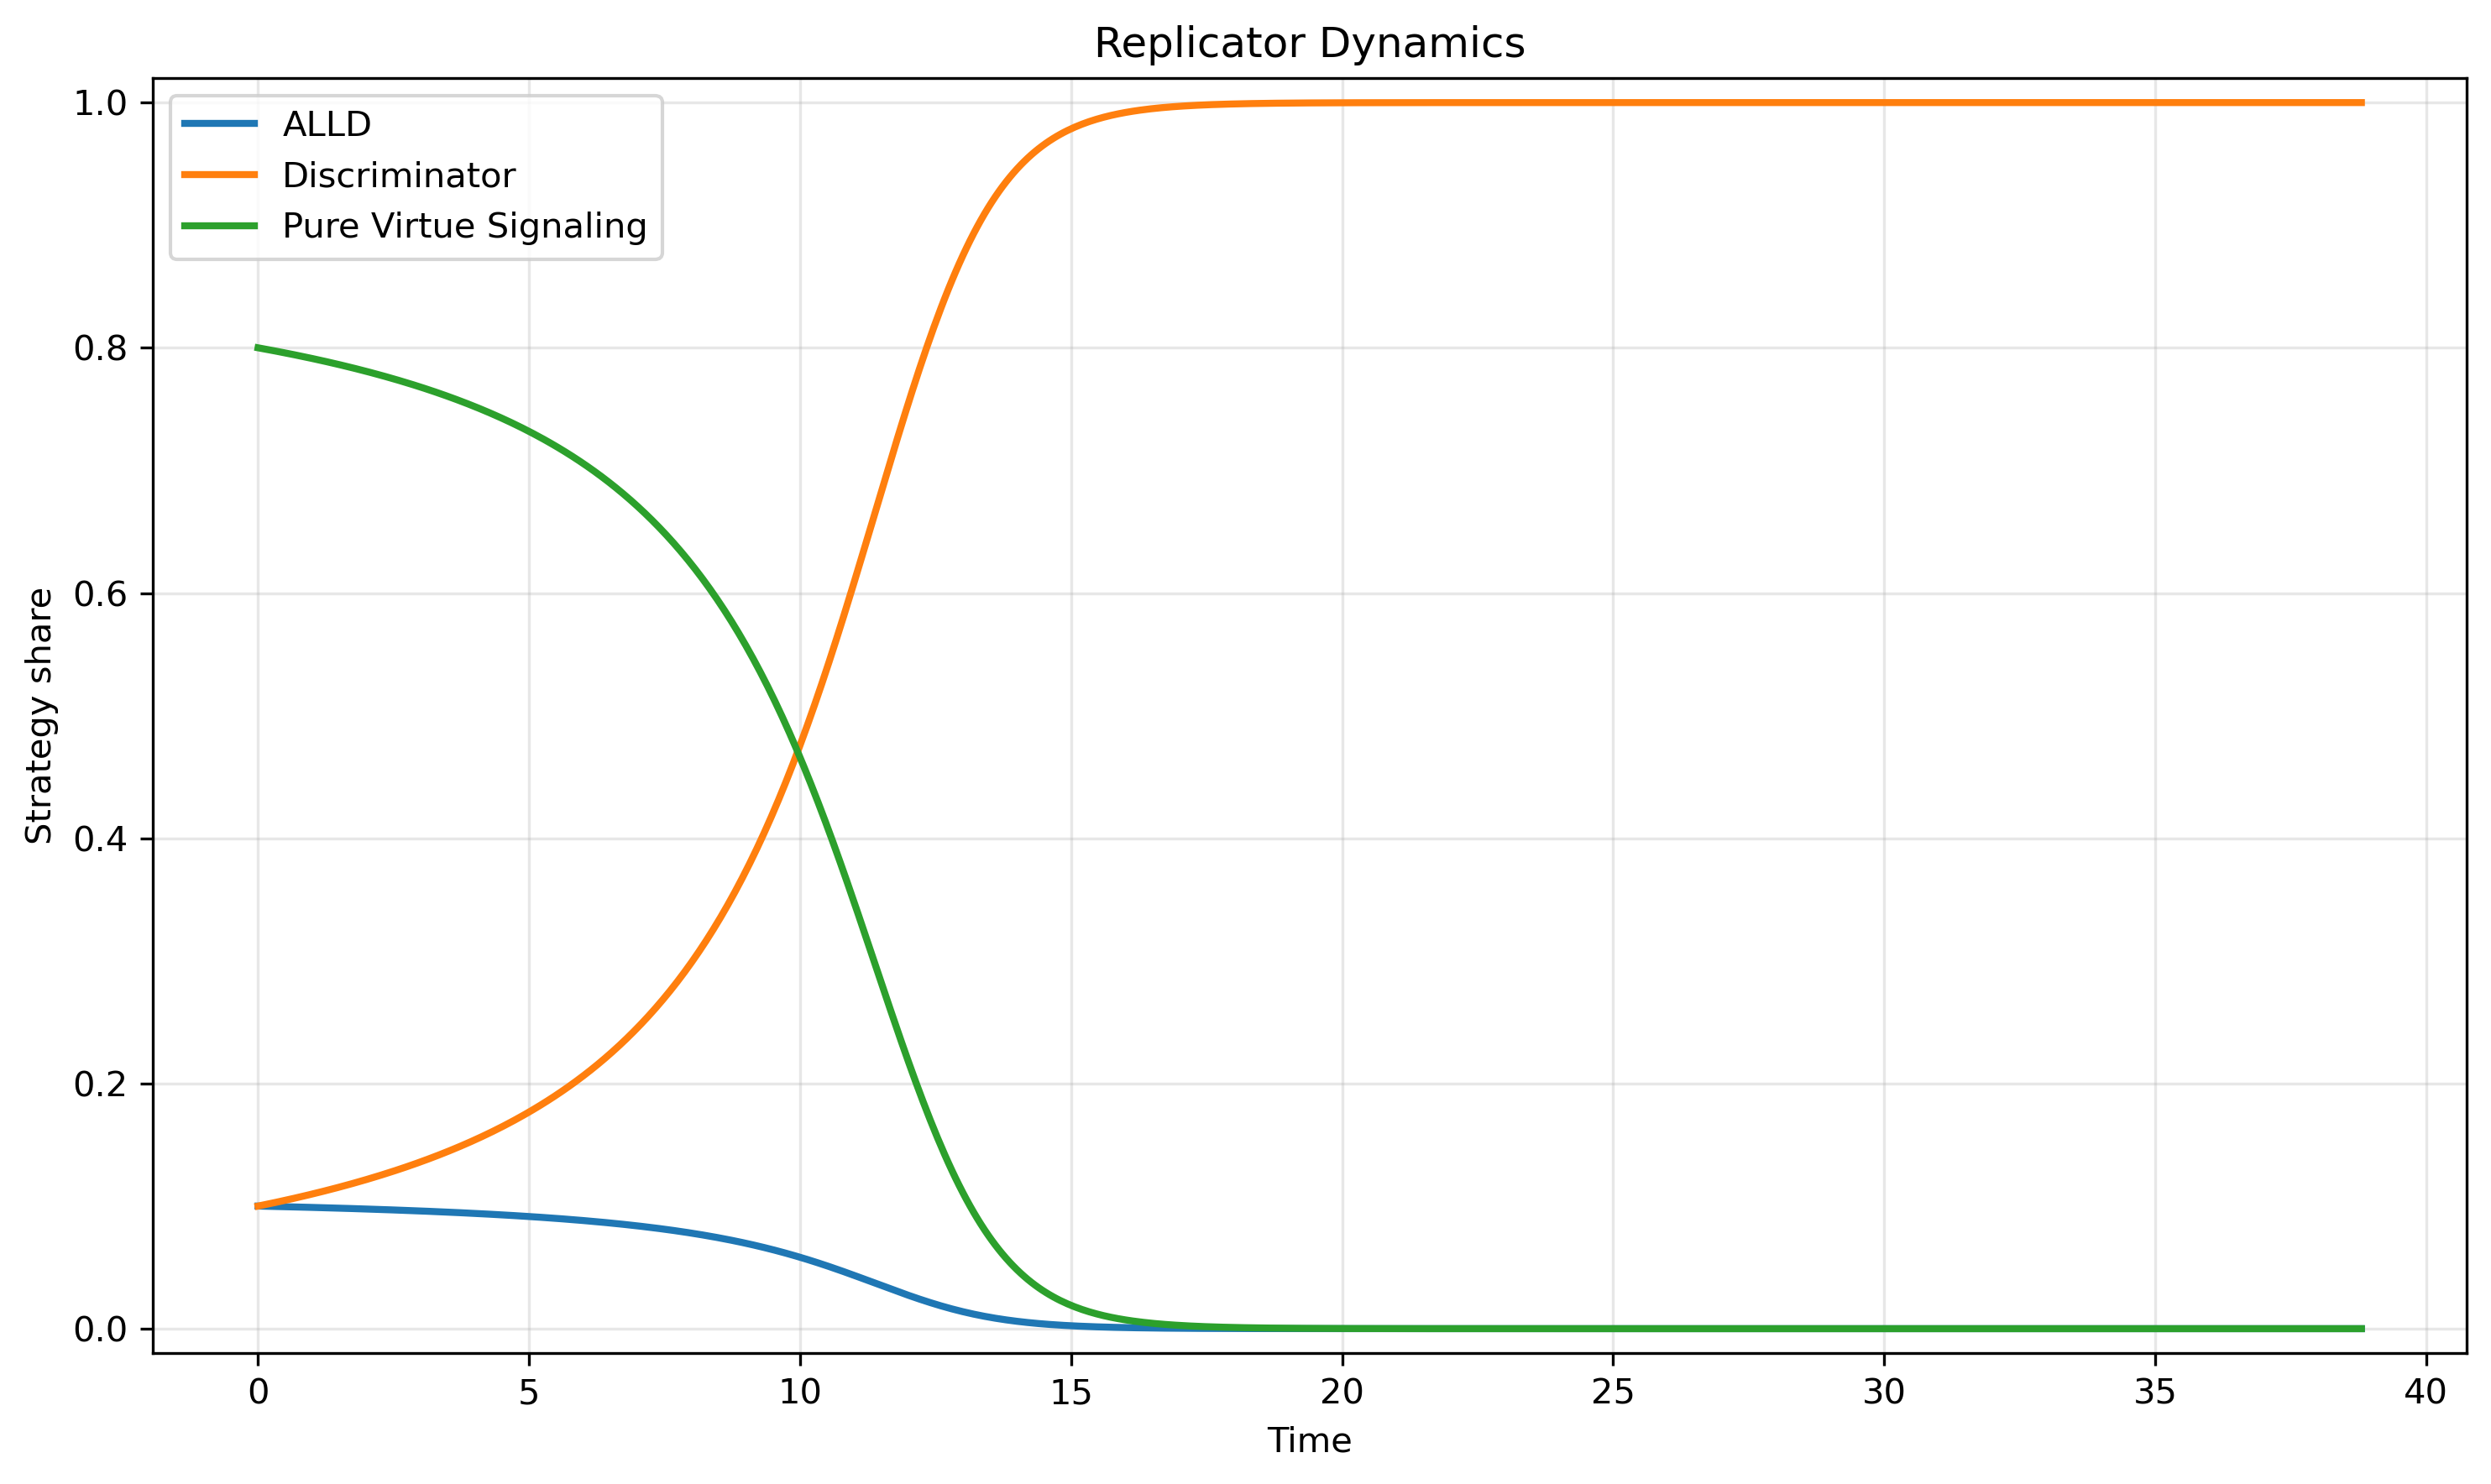 Replicator Dynamics
ALLD
Discriminator
Pure Virtue Signaling
Strategy share
1.0
0.8
0.6
0.4
0.2
0.0
0 5 10 15 20 25 30 35 40
Time